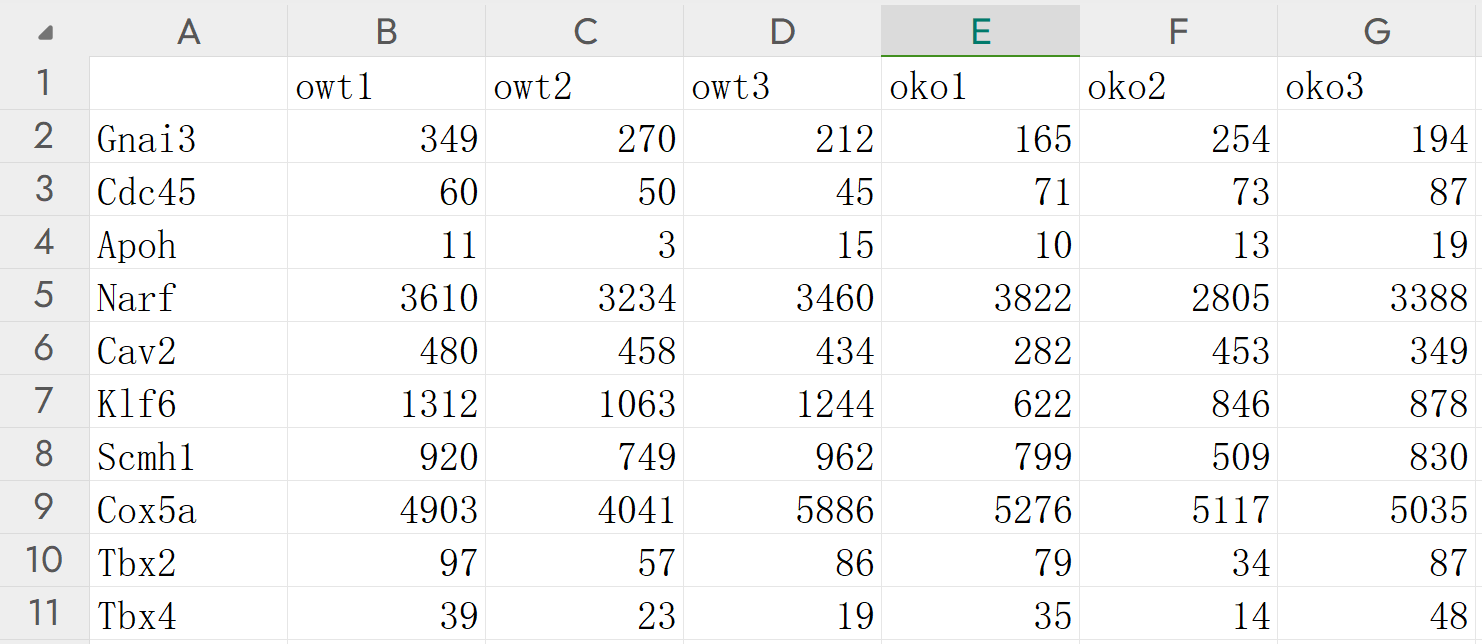 A B C D E F G
1 owt1 owt2 owt3 oko1 oko2 oko3
2 Gnai3 349 270 212 165 254 194
3 Cdc45 60 50 45 71 73 87
4 Apoh 11 3 15 10 13 19
5 Narf 3610 3234 3460 3822 2805 3388
6 Cav2 480 458 434 282 453 349
7 Klf6 1312 1063 1244 622 846 878
8 Scmh1 920 749 962 799 509 830
9 Cox5a 4903 4041 5886 5276 5117 5035
10 Tbx2 97 57 86 79 34 87
11 Tbx4 39 23 19 35 14 48